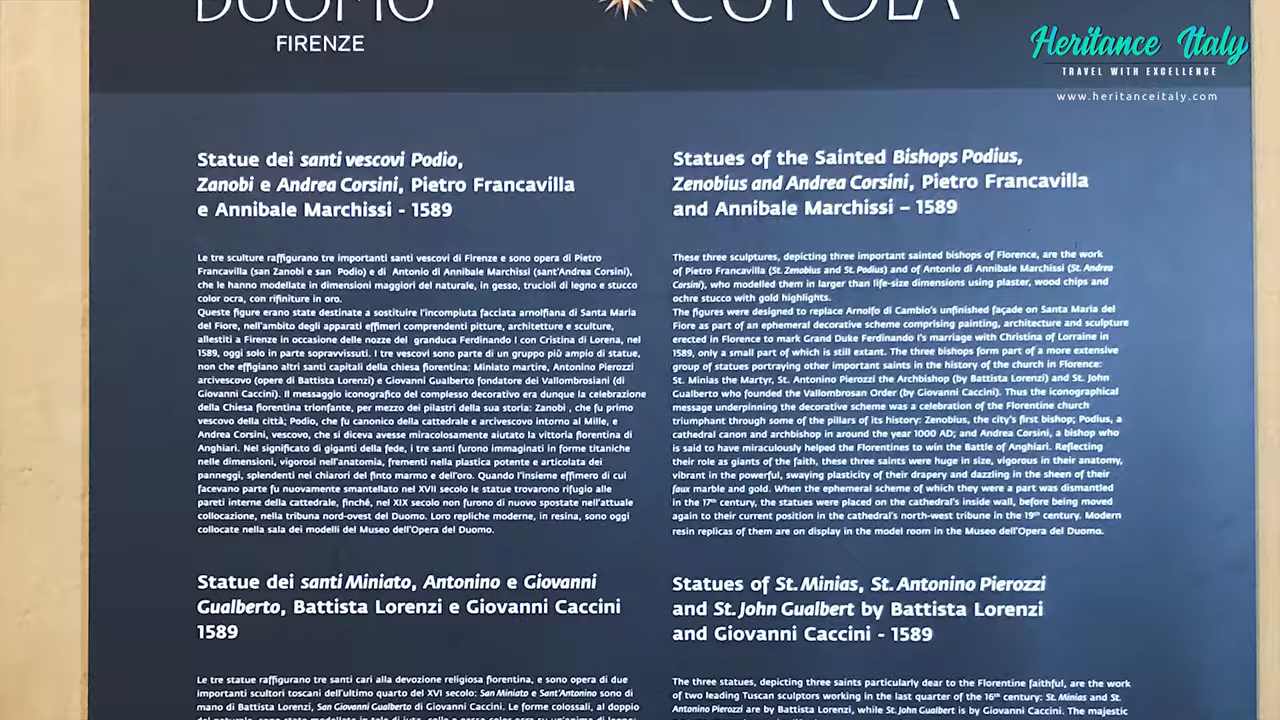 DUOMO
FIRENZE
CUPOLA
Heritance Italy
TRAVEL WITH EXCELLENCE
www.heritanceitaly.com
Statue dei santi vescovi Podio,
Zanobi e Andrea Corsini, Pietro Francavilla
e Annibale Marchissi - 1589
Le tre sculture raffigurano tre importanti santi vescovi di Firenze e sono opera di Pietro
Francavilla (san Zanobi e san Podio) e di Antonio di Annibale Marchissi (sant'Andrea Corsini),
che le hanno modellate in dimensioni maggiori del naturale, in gesso, trucioli di legno e stucco
color ocra, con rifiniture in oro.
Queste figure erano state destinate a sostituire l'incompiuta facciata arnolfiana di Santa Maria
del Fiore, nell'ambito degli apparati effimeri comprendenti pitture, architetture e sculture,
allestiti a Firenze in occasione delle nozze del granduca Ferdinando I con Cristina di Lorena, nel
1589, oggi solo in parte sopravvissuti. I tre vescovi sono parte di un gruppo più ampio di statue,
non che effigiano altri santi capitali della chiesa fiorentina: Miniato martire, Antonino Pierozzi
arcivescovo (opere di Battista Lorenzi) e Giovanni Gualberto fondatore dei Vallombrosiani (di
Giovanni Caccini). Il messaggio iconografico del complesso decorativo era dunque la celebrazione
della Chiesa fiorentina trionfante, per mezzo dei pilastri della sua storia: Zanobi , che fu primo
vescovo della città; Podio, che fu canonico della cattedrale e arcivescovo intorno al Mille, e
Andrea Corsini, vescovo, che si diceva avesse miracolosamente aiutato la vittoria fiorentina di
Anghiari. Nel significato di giganti della fede, i tre santi furono immaginati in forme titaniche
nelle dimensioni, vigorosi nell'anatomia, frementi nella plastica potente e articolata dei
panneggi, splendenti nei chiarori del finto marmo e dell'oro. Quando l'insieme effimero di cui
facevano parte fu nuovamente smantellato nel XVII secolo le statue trovarono rifugio alle
pareti interne della cattedrale, finché, nel XIX secolo non furono di nuovo spostate nell'attuale
collocazione, nella tribuna nord-ovest del Duomo. Loro repliche moderne, in resina, sono oggi
collocate nella sala dei modelli del Museo dell'Opera del Duomo.
Statue dei santi Miniato, Antonino e Giovanni
Gualberto, Battista Lorenzi e Giovanni Caccini
1589
Le tre statue raffigurano tre santi cari alla devozione religiosa fiorentina, e sono opera di due
importanti scultori toscani dell'ultimo quarto del XVI secolo: San Miniato e Sant'Antonino sono di
mano di Battista Lorenzi, San Giovanni Gualberto di Giovanni Caccini. Le forme colossali, al doppio
Statues of the Sainted Bishops Podius,
Zenobius and Andrea Corsini, Pietro Francavilla
and Annibale Marchissi – 1589
These three sculptures, depicting three important sainted bishops of Florence, are the work
of Pietro Francavilla (St. Zenobius and St. Podius) and of Antonio di Annibale Marchissi (St. Andrea
Corsini), who modelled them in larger than life-size dimensions using plaster, wood chips and
ochre stucco with gold highlights.
The figures were designed to replace Arnolfo di Cambio's unfinished façade on Santa Maria del
Fiore as part of an ephemeral decorative scheme comprising painting, architecture and sculpture
erected in Florence to mark Grand Duke Ferdinando I's marriage with Christina of Lorraine in
1589, only a small part of which is still extant. The three bishops form part of a more extensive
group of statues portraying other important saints in the history of the church in Florence:
St. Minias the Martyr, St. Antonino Pierozzi the Archbishop (by Battista Lorenzi) and St. John
Gualberto who founded the Vallombrosan Order (by Giovanni Caccini). Thus the iconographical
message underpinning the decorative scheme was a celebration of the Florentine church
triumphant through some of the pillars of its history: Zenobius, the city's first bishop; Podius, a
cathedral canon and archbishop in around the year 1000 AD; and Andrea Corsini, a bishop who
is said to have miraculously helped the Florentines to win the Battle of Anghiari. Reflecting
their role as giants of the faith, these three saints were huge in size, vigorous in their anatomy,
vibrant in the powerful, swaying plasticity of their drapery and dazzling in the sheen of their
faux marble and gold. When the ephemeral scheme of which they were a part was dismantled
in the 17th century, the statues were placed on the cathedral's inside wall, before being moved
again to their current position in the cathedral's north-west tribune in the 19th century. Modern
resin replicas of them are on display in the model room in the Museo dell'Opera del Duomo.
Statues of St. Minias, St. Antonino Pierozzi
and St. John Gualbert by Battista Lorenzi
and Giovanni Caccini - 1589
The three statues, depicting three saints particularly dear to the Florentine faithful, are the work
of two leading Tuscan sculptors working in the last quarter of the 16th century: St. Minias and St.
Antonino Pierozzi are by Battista Lorenzi, while St. John Gualbert is by Giovanni Caccini. The majestic